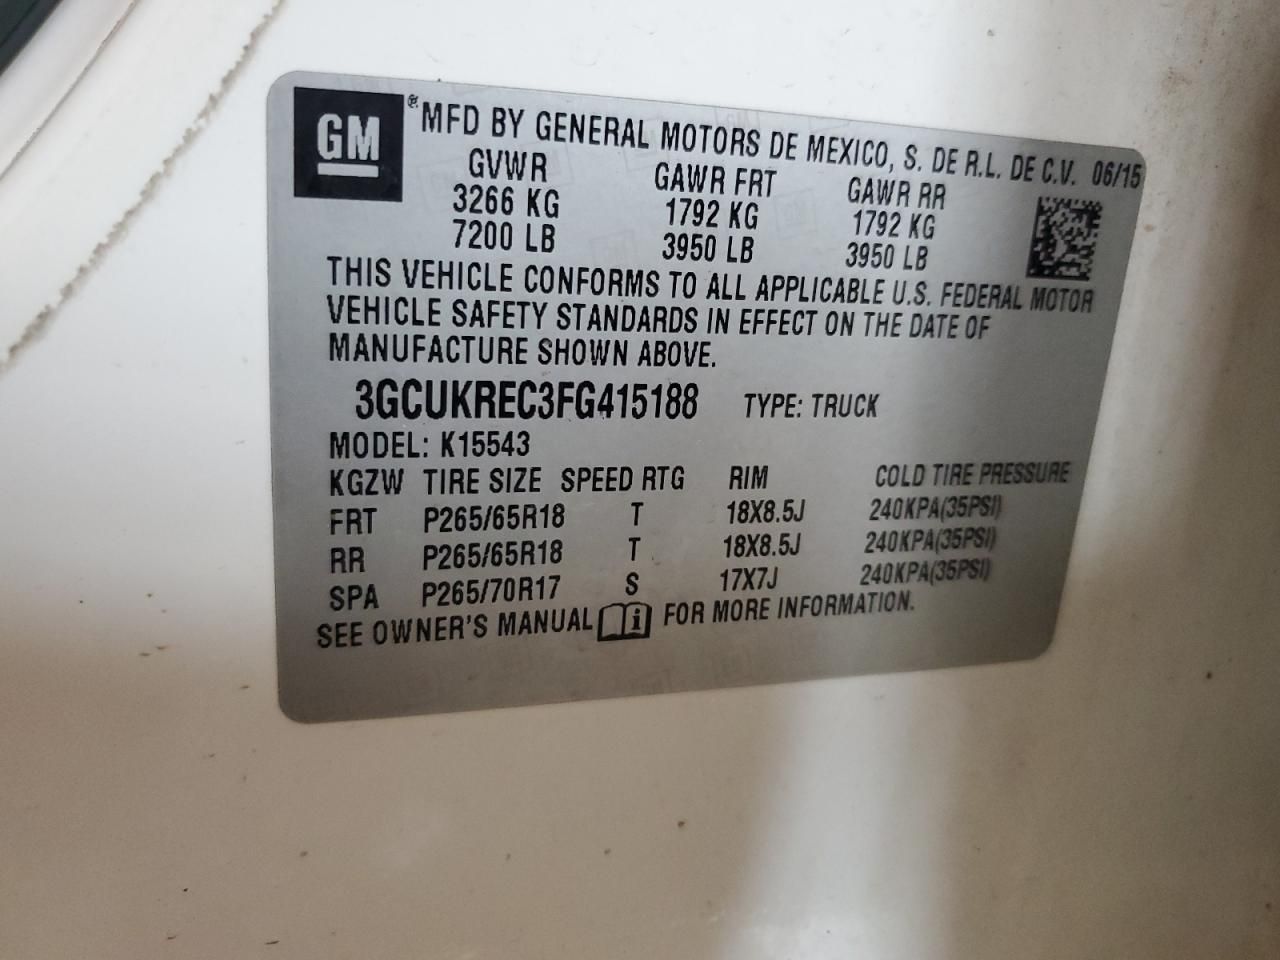 GM ® MFD BY GENERAL MOTORS DE MEXICO, S. DE R.L. DE C.V. 06/15
GVWR GAWR FRT GAWR RR
3266 KG 1792 KG 1792 KG
7200 LB 3950 LB 3950 LB
THIS VEHICLE CONFORMS TO ALL APPLICABLE U.S. FEDERAL MOTOR
VEHICLE SAFETY STANDARDS IN EFFECT ON THE DATE OF
MANUFACTURE SHOWN ABOVE.
3GCUKREC3FG415188 TYPE: TRUCK
MODEL: K15543
KGZW TIRE SIZE SPEED RTG RIM COLD TIRE PRESSURE
FRT P265/65R18 T 18X8.5J 240KPA(35PSI)
RR P265/65R18 T 18X8.5J 240KPA(35PSI)
SPA P265/70R17 S 17X7J 240KPA(35PSI)
SEE OWNER'S MANUAL i FOR MORE INFORMATION.